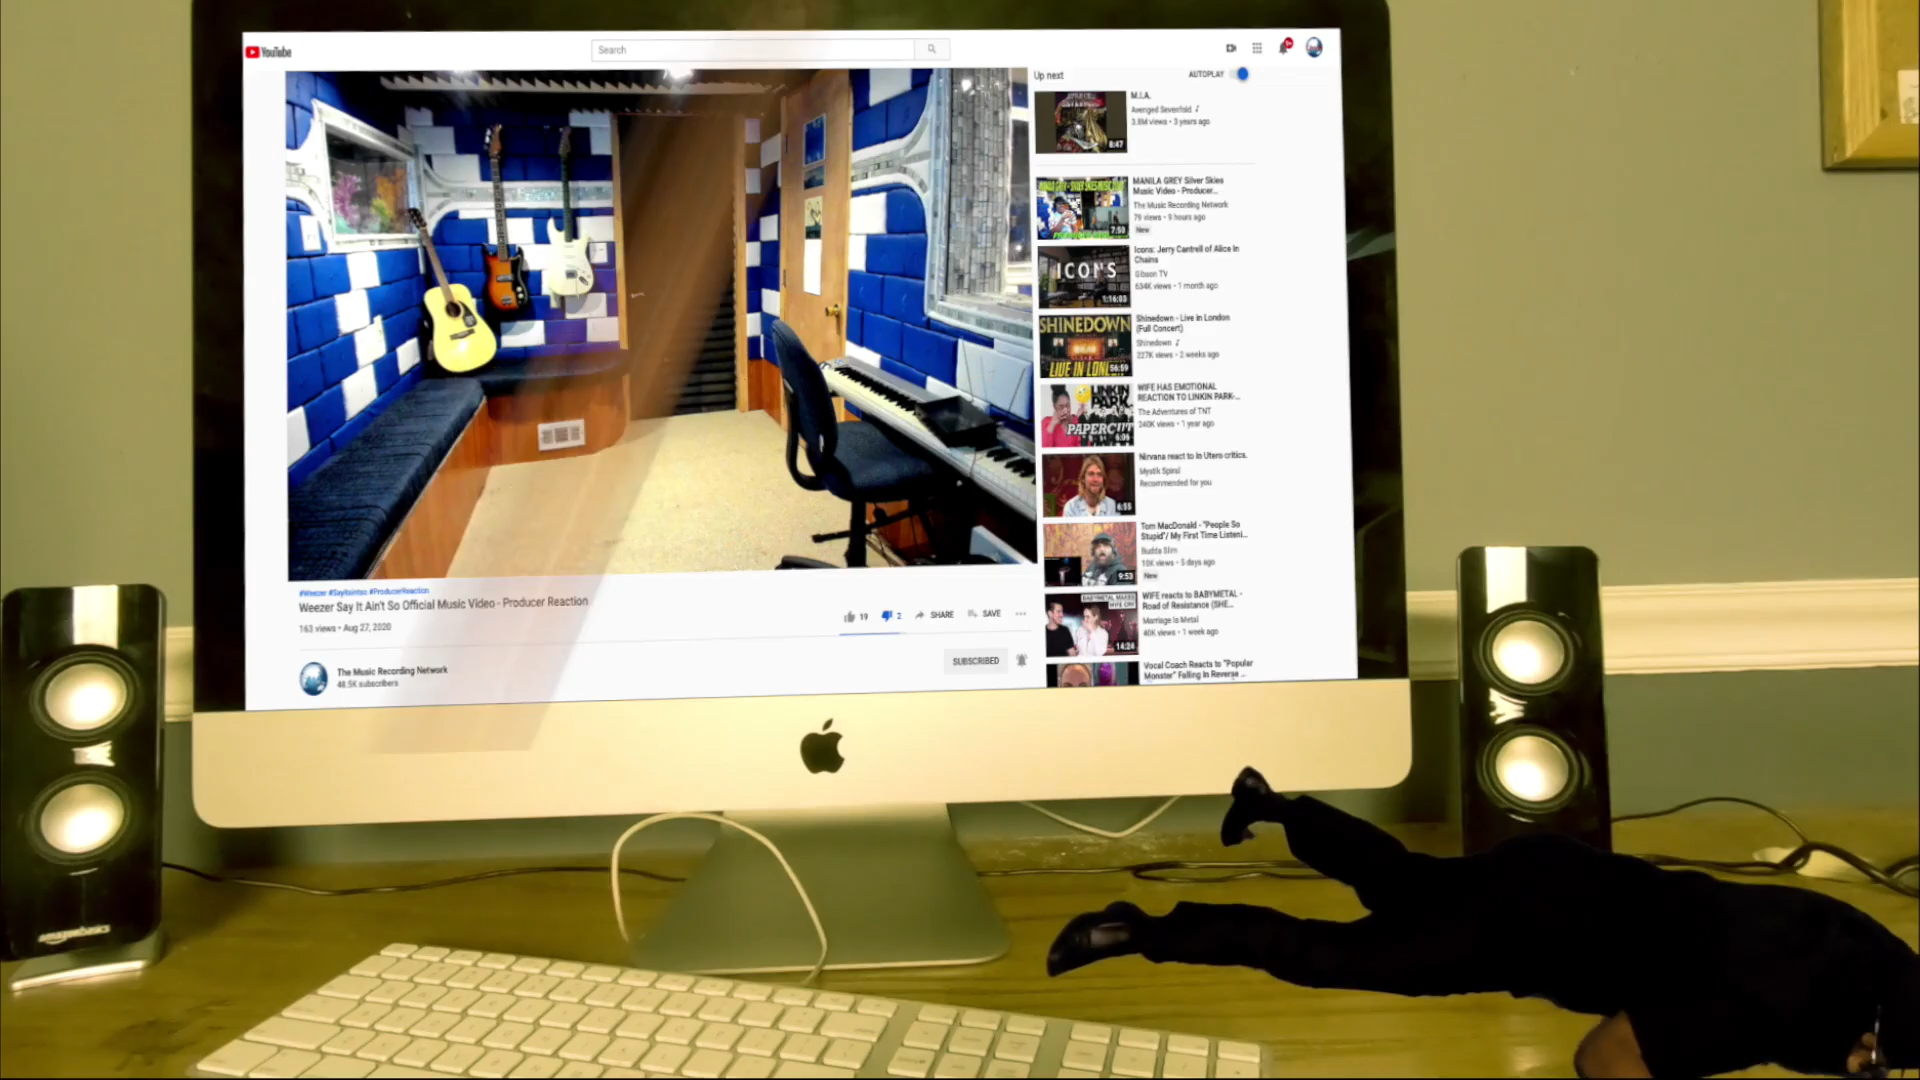 YouTube
Search
Up next
AUTOPLAY
M.I.A.
Avenged Sevenfold
3.8M views • 3 years ago
8:47
MANILA GREY Silver Skies
Music Video - Producer...
The Music Recording Network
79 views • 9 hours ago
New
7:50
Icons: Jerry Cantrell of Alice In
Chains
Gibson TV
634K views • 1 month ago
ICONS
1:16:03
Shinedown - Live in London
(Full Concert)
Shinedown
227K views • 2 weeks ago
SHINEDOWN
LIVE IN
56:59
WIFE HAS EMOTIONAL
REACTION TO LINKIN PARK-...
The Adventures of TNT
240K views • 1 year ago
LINKIN
PARK
PAPERCUT
6:06
Nirvana react to In Utero critics.
Mystik Spiral
Recommended for you
6:55
Tom MacDonald - "People So
Stupid"/ My First Time Listeni...
Budda Slim
10K views • 5 days ago
New
9:53
WIFE reacts to BABYMETAL -
Road of Resistance (SHE...
Marriage Is Metal
40K views • 1 week ago
14:24
Vocal Coach Reacts to "Popular
Monster" Falling In Reverse ...
#Weezer #SayItAintSo #ProducerReaction
Weezer Say It Ain't So Official Music Video - Producer Reaction
163 views • Aug 27, 2020
19
2
SHARE
SAVE
The Music Recording Network
48.5K subscribers
SUBSCRIBED
amazonbasics